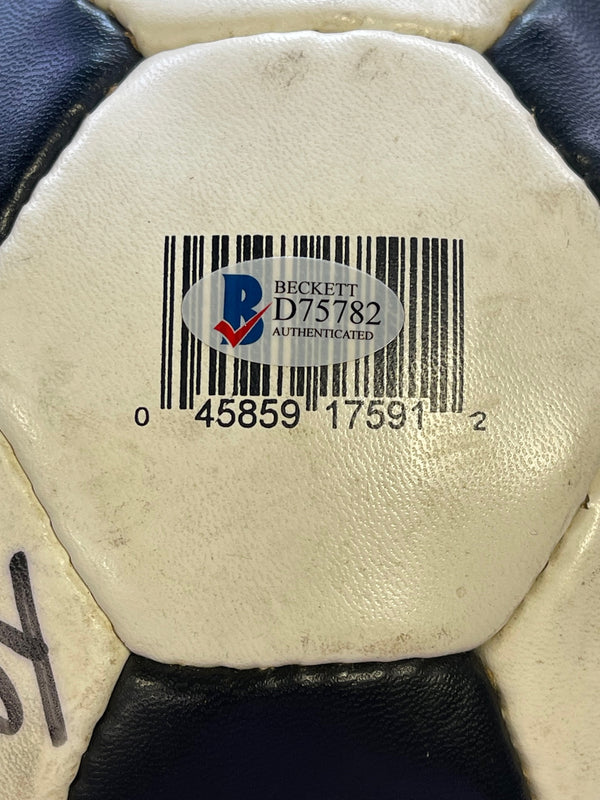 BECKETT
D75782
AUTHENTICATED
0 45859 17591 2